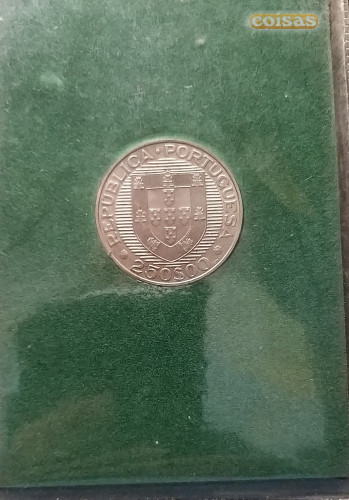 coisas
REPUBLICA • PORTUGUESA
250$00